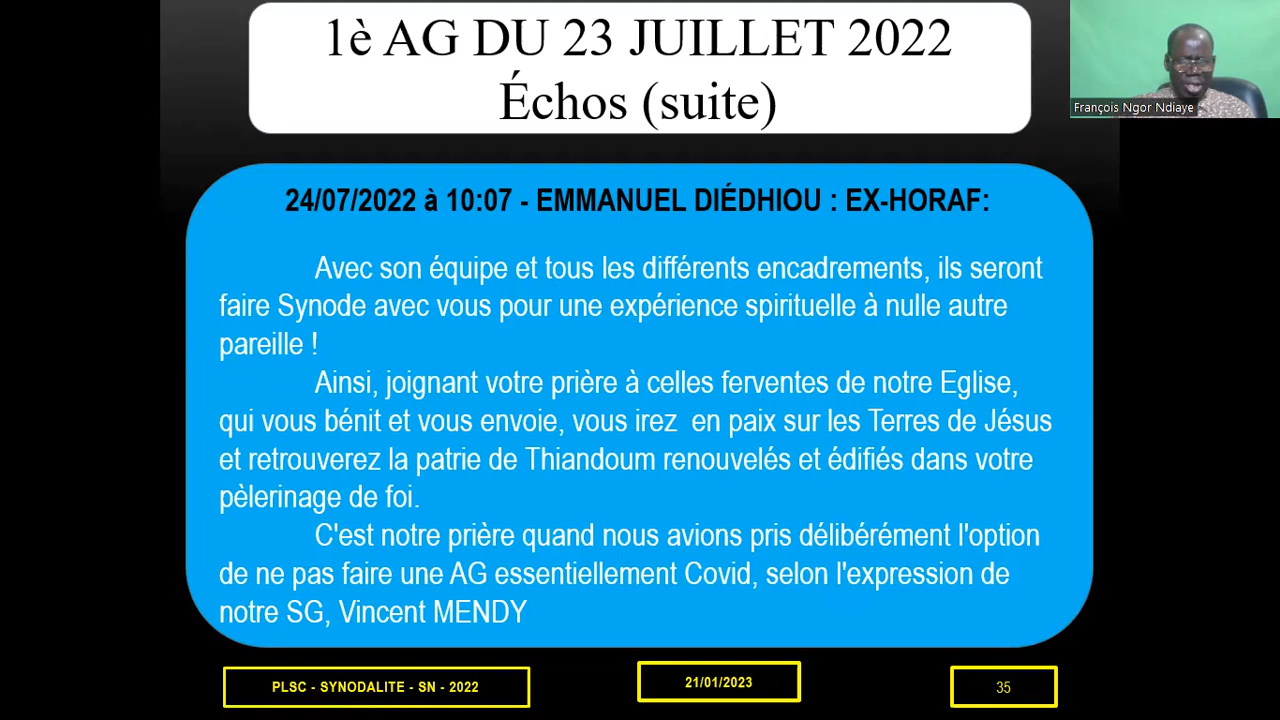 1è AG DU 23 JUILLET 2022
Échos (suite)
François Ngor Ndiaye
24/07/2022 à 10:07 - EMMANUEL DIÉDHIOU : EX-HORAF:
Avec son équipe et tous les différents encadrements, ils seront
faire Synode avec vous pour une expérience spirituelle à nulle autre
pareille !
Ainsi, joignant votre prière à celles ferventes de notre Eglise,
qui vous bénit et vous envoie, vous irez en paix sur les Terres de Jésus
et retrouverez la patrie de Thiandoum renouvelés et édifiés dans votre
pèlerinage de foi.
C'est notre prière quand nous avions pris délibérément l'option
de ne pas faire une AG essentiellement Covid, selon l'expression de
notre SG, Vincent MENDY
PLSC - SYNODALITE - SN - 2022
21/01/2023
35